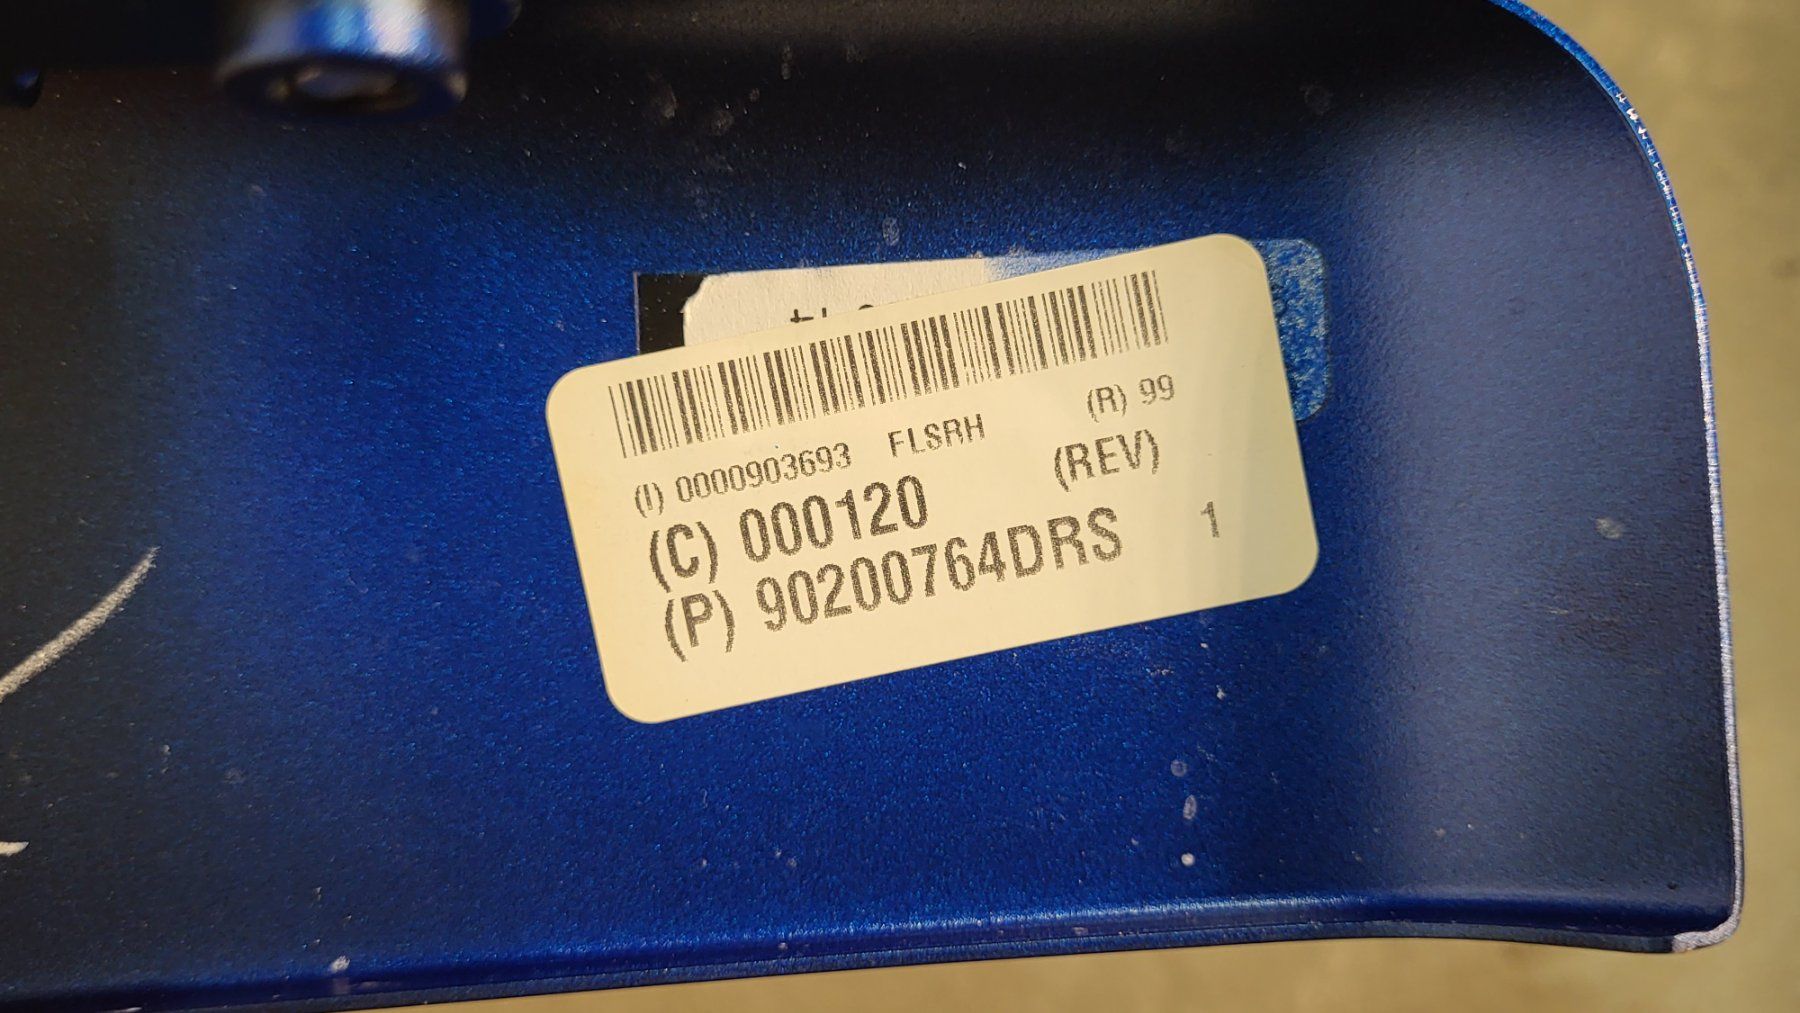 (I) 0000903693 FLSRH (R) 99
(C) 000120 (REV)
(P) 90200764DRS 1